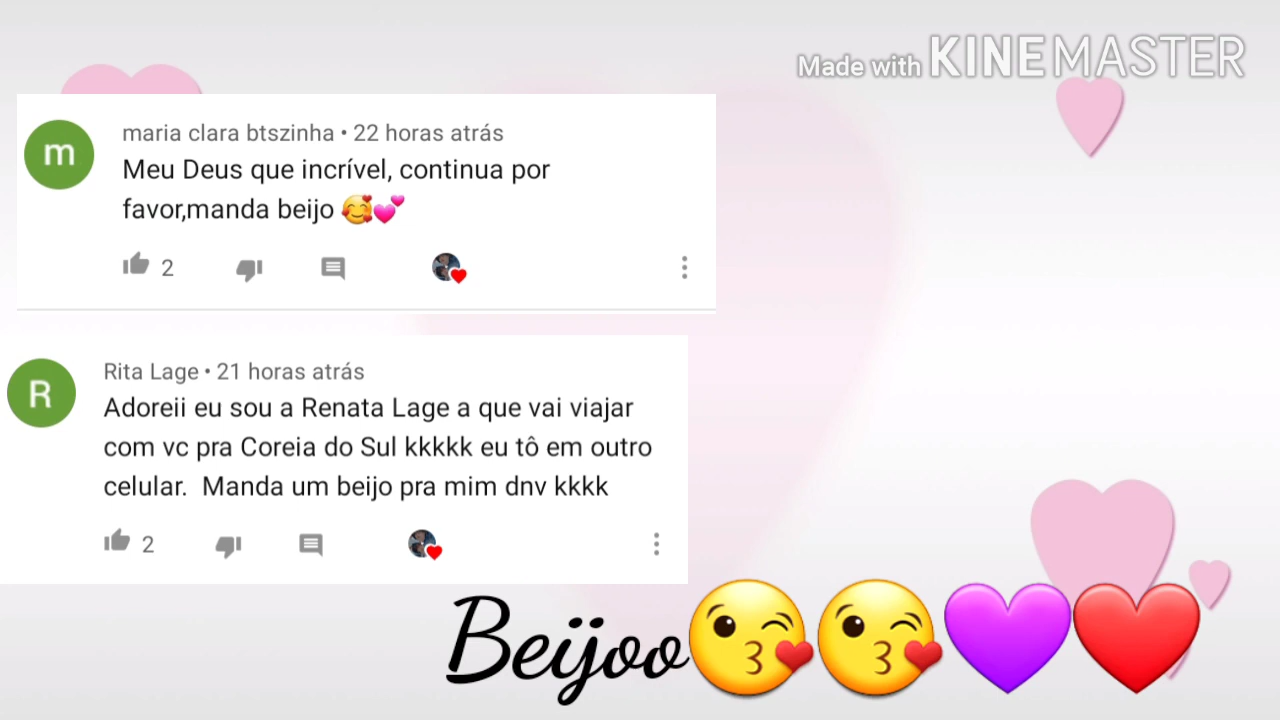 Made with KINEMASTER
m
maria clara btszinha • 22 horas atrás
Meu Deus que incrível, continua por
favor,manda beijo 🥰💕
2
R
Rita Lage • 21 horas atrás
Adoreii eu sou a Renata Lage a que vai viajar
com vc pra Coreia do Sul kkkkk eu tô em outro
celular.  Manda um beijo pra mim dnv kkkk
2
Beijoo😘😘💜❤️